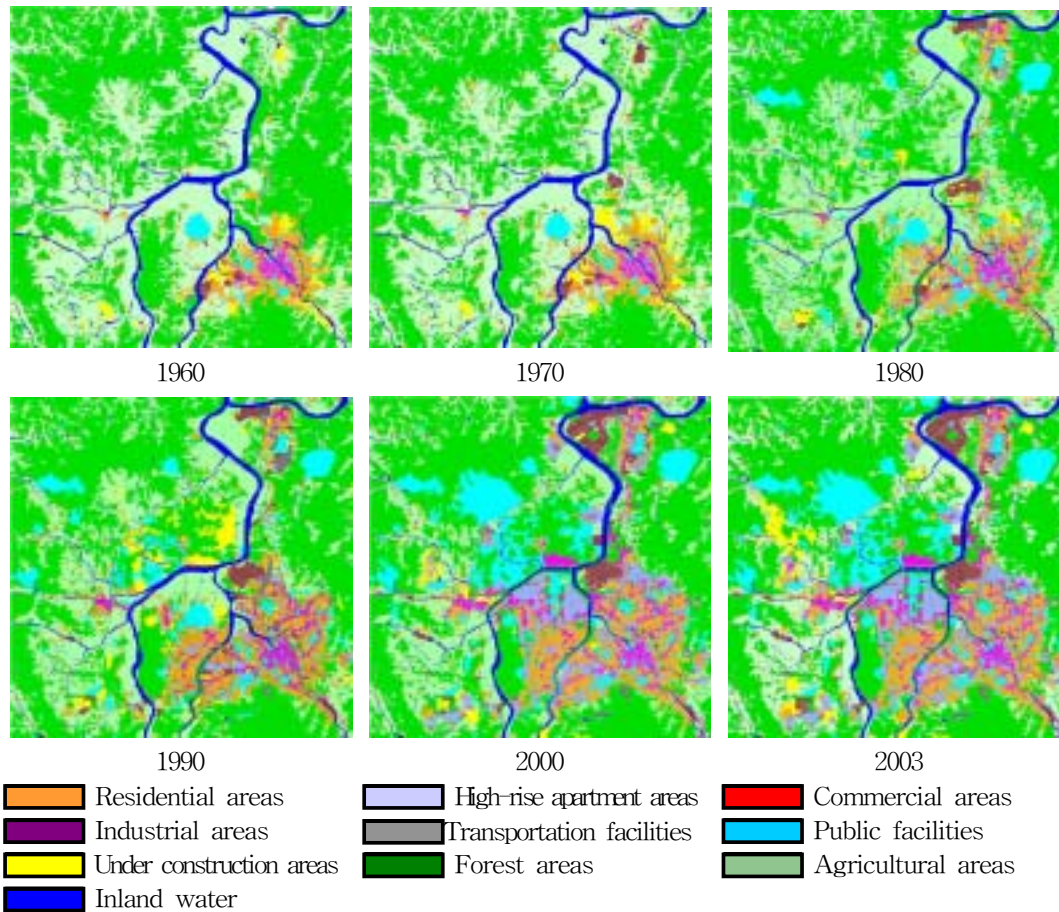 1960 1970 1980
1990 2000 2003
Residential areas High-rise apartment areas Commercial areas
Industrial areas Transportation facilities Public facilities
Under construction areas Forest areas Agricultural areas
Inland water